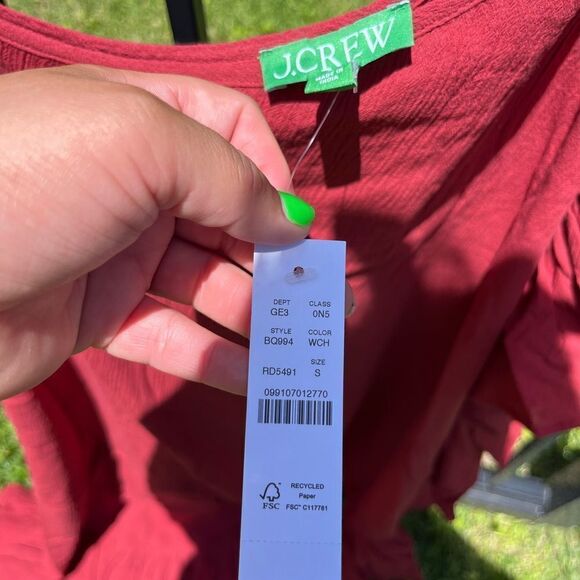 J.CREW
MADE IN
INDIA
DEPT CLASS
GE3 0N5
STYLE COLOR
BQ994 WCH
SIZE
RD5491 S
099107012770
FSC
RECYCLED
Paper
FSC® C117761